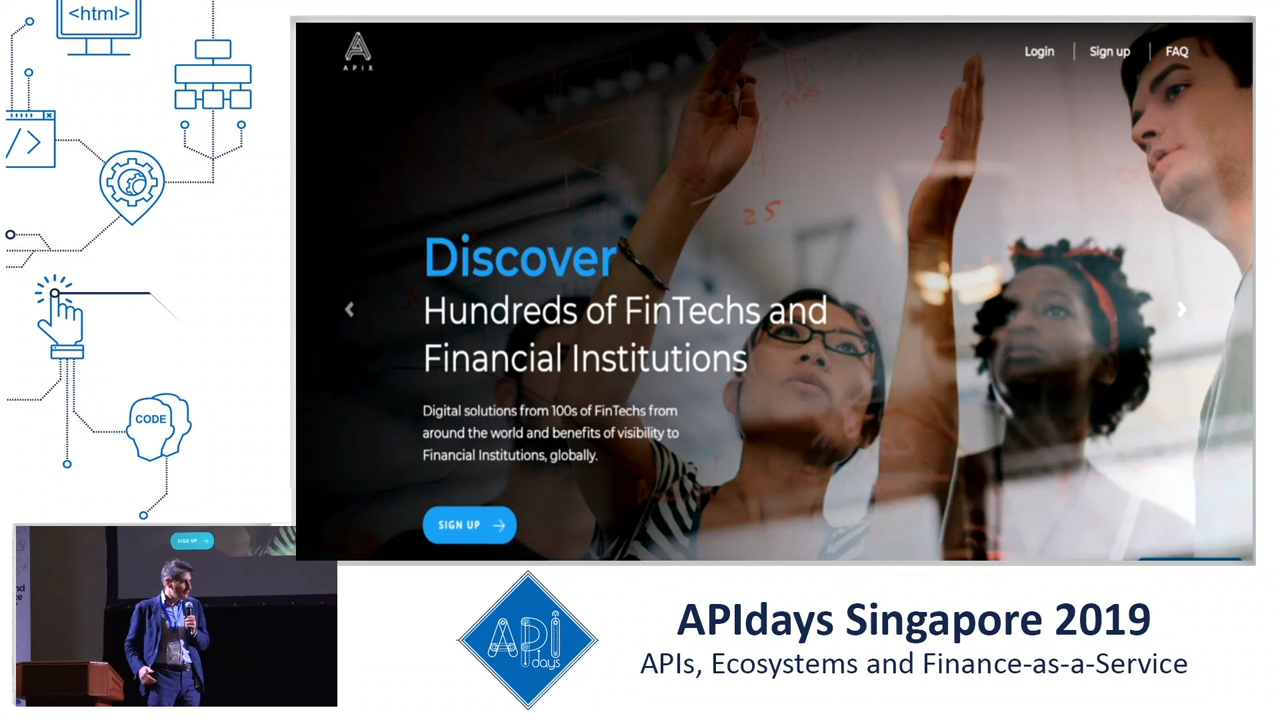 <html>
</>
CODE
APIX
Login
Sign up
FAQ
25
Discover
Hundreds of FinTechs and
Financial Institutions
Digital solutions from 100s of FinTechs from
around the world and benefits of visibility to
Financial Institutions, globally.
SIGN UP
SIGN UP
API
days
APIdays Singapore 2019
APIs, Ecosystems and Finance-as-a-Service